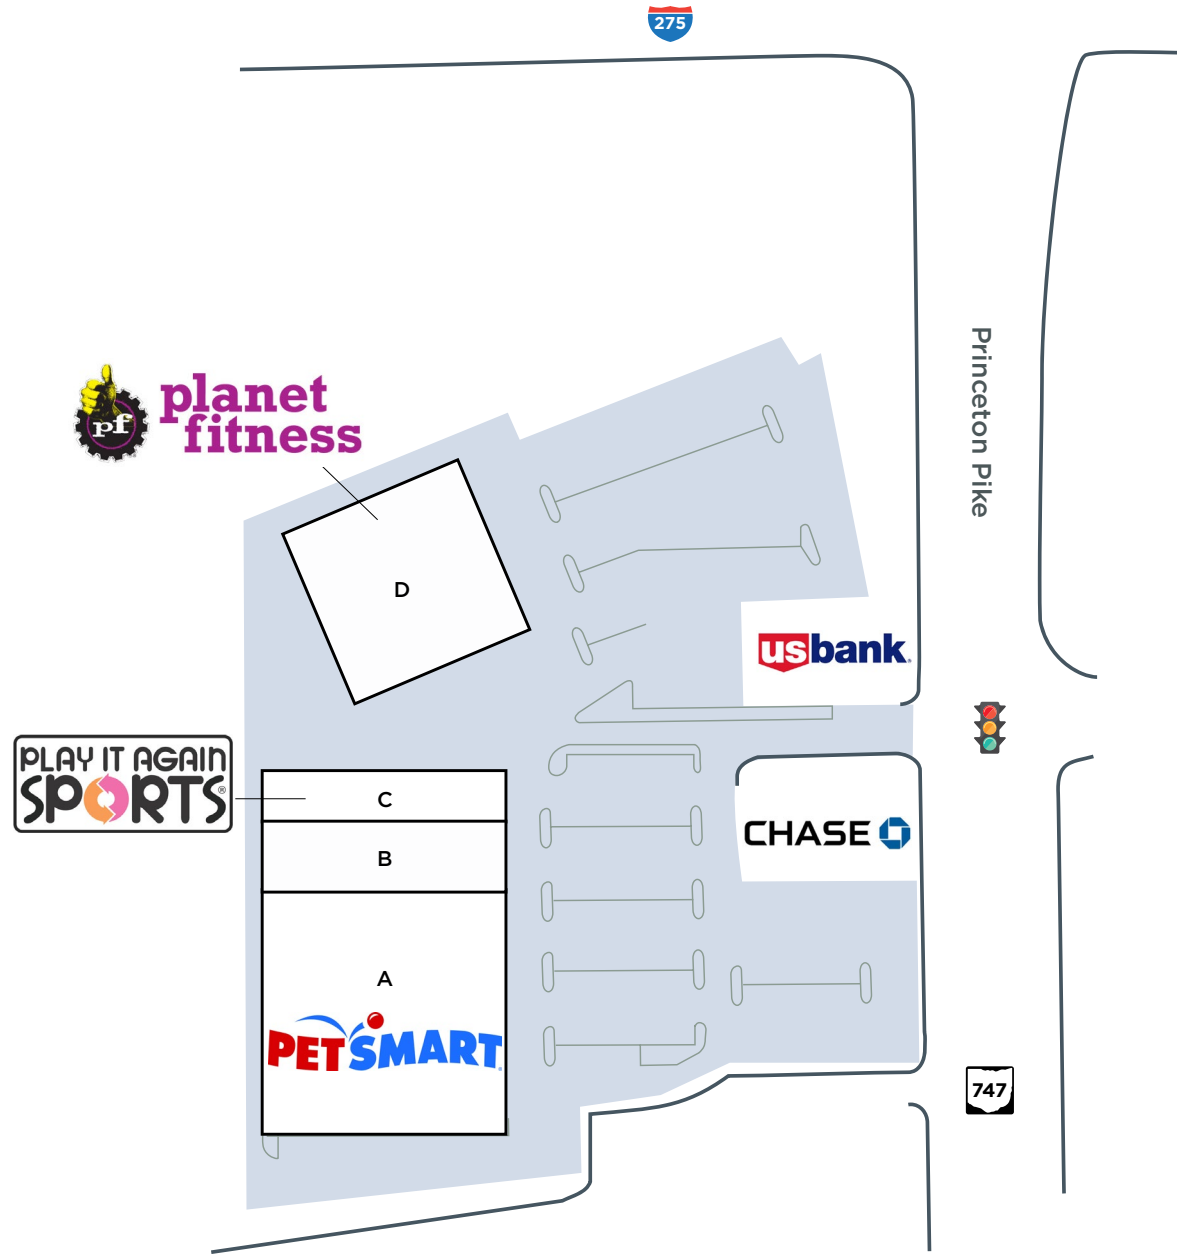 275
Princeton Pike
planet
fitness
pf
D
usbank.
PLAY IT AGAIN
SPORTS®
C
B
CHASE
A
PETSMART
747